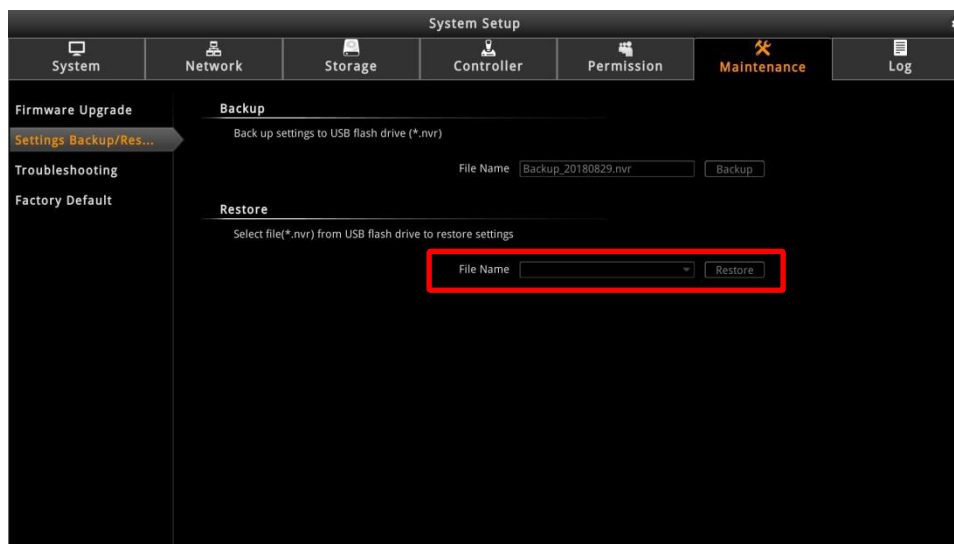 System Setup
System Network Storage Controller Permission Maintenance Log
Firmware Upgrade
Settings Backup/Res...
Troubleshooting
Factory Default
Backup
Back up settings to USB flash drive (*.nvr)
File Name Backup_20180829.nvr Backup
Restore
Select file(*.nvr) from USB flash drive to restore settings
File Name Restore